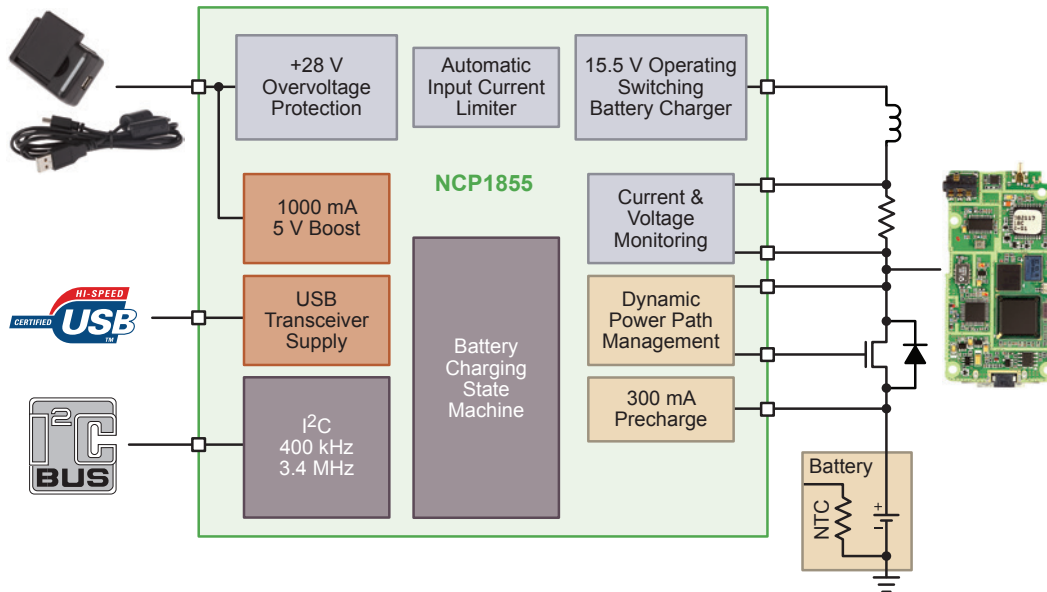 +28 V
Overvoltage
Protection
Automatic
Input Current
Limiter
15.5 V Operating
Switching
Battery Charger
NCP1855
1000 mA
5 V Boost
Current &
Voltage
Monitoring
HI-SPEED
CERTIFIED USB
TM
USB
Transceiver
Supply
Battery
Charging
State
Machine
Dynamic
Power Path
Management
300 mA
Precharge
I2C
BUS
I²C
400 kHz
3.4 MHz
Battery
NTC
+